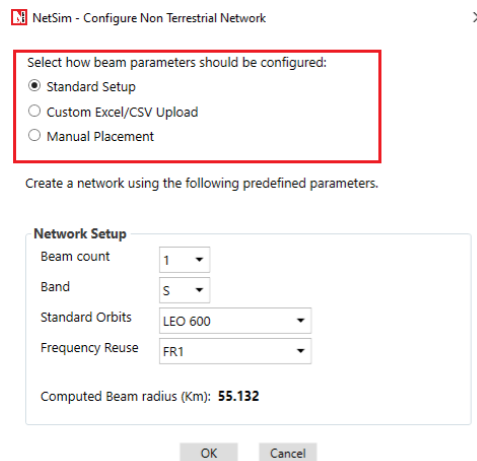 NetSim - Configure Non Terrestrial Network
Select how beam parameters should be configured:
Standard Setup
Custom Excel/CSV Upload
Manual Placement
Create a network using the following predefined parameters.
Network Setup
Beam count 1
Band S
Standard Orbits LEO 600
Frequency Reuse FR1
Computed Beam radius (Km): 55.132
OK Cancel